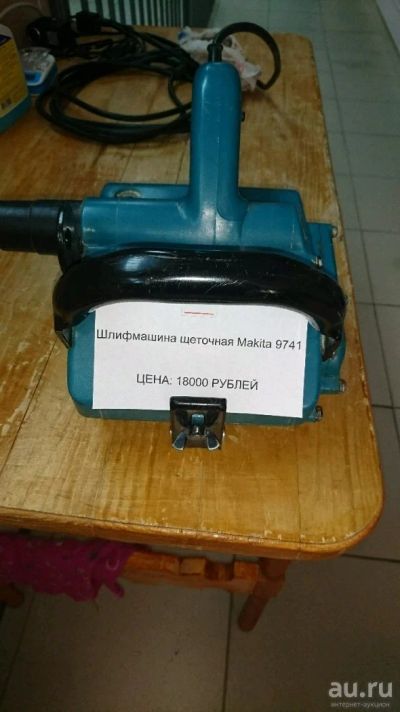 Шлифмашина щеточная Makita 9741
ЦЕНА: 18000 РУБЛЕЙ
au.ru
интернет-аукцион